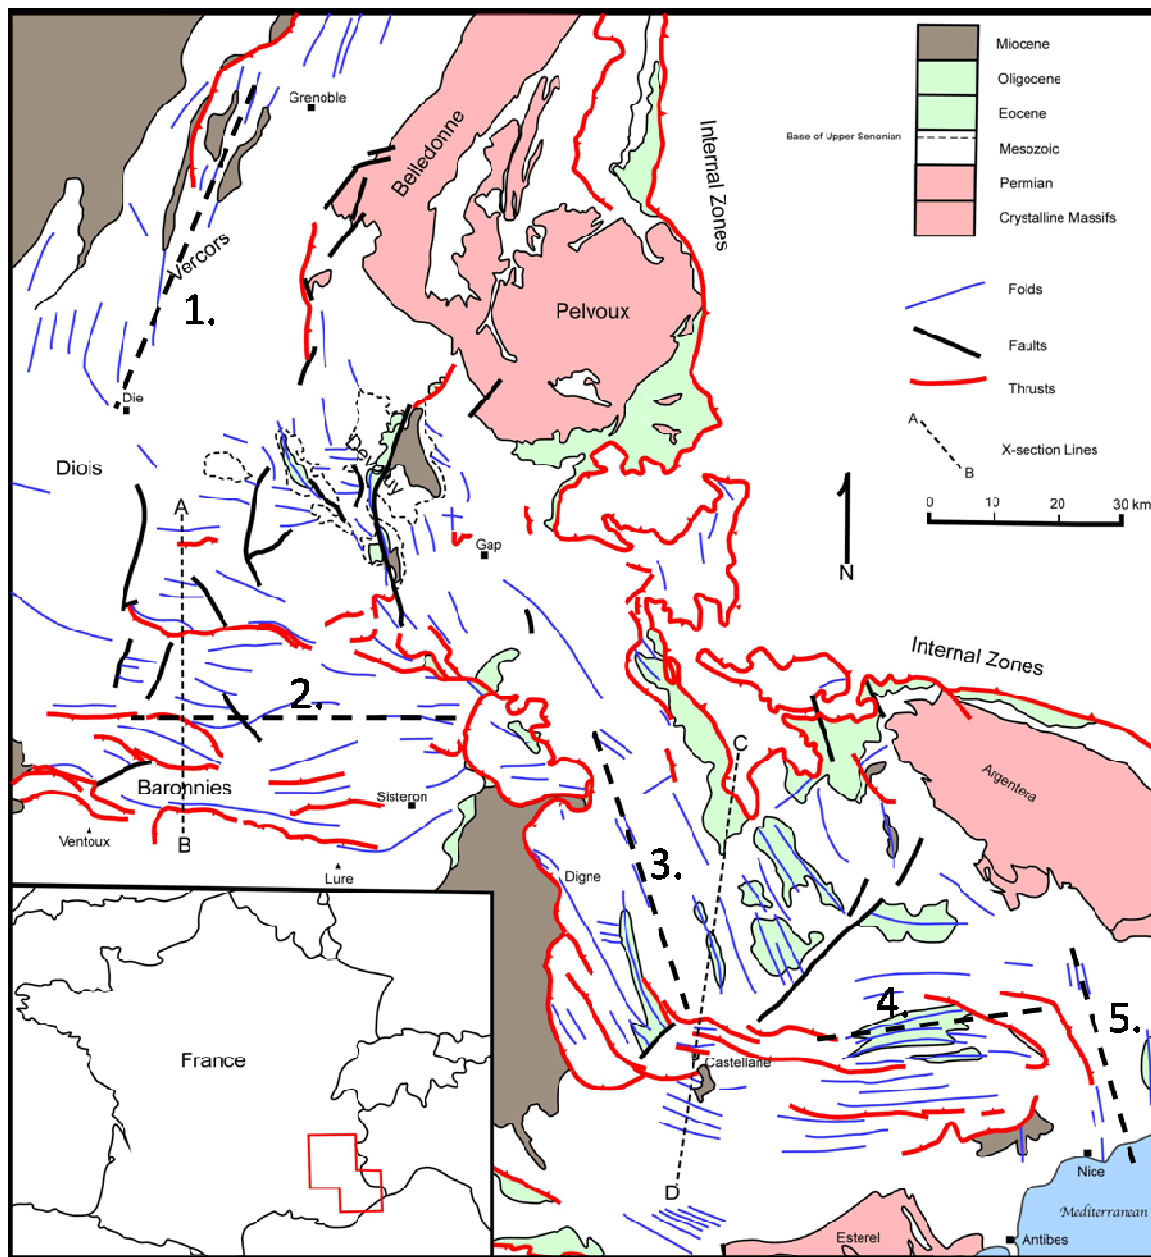 Miocene
Grenoble
Oligocene
Eocene
Base of Upper Senonian
Mesozoic
Belledonne
Internal Zones
Permian
Crystalline Massifs
Vercors
1.
Folds
Pelvoux
Faults
Thrusts
Die
A
X-section Lines
B
Diois
0 10 20 30 km
A
Gap
N
Internal Zones
2.
C
Argentera
Baronnies
Sisteron
Ventoux
B
3.
Digne
Lure
4.
5.
France
Castellane
Nice
D
Mediterranean
Esterel
Antibes